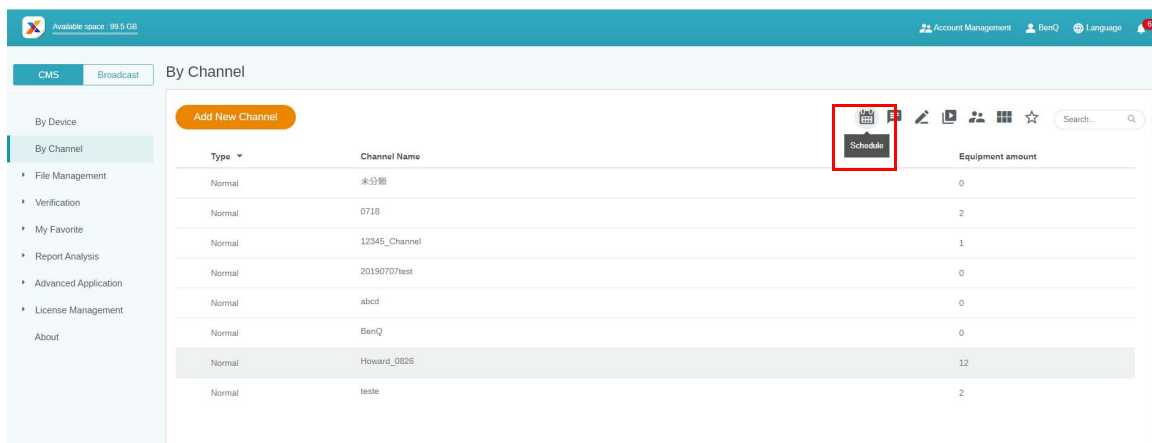 Available space : 99.5 GB
Account Management BenQ Language 6
CMS Broadcast
By Channel
Add New Channel
Search...
Schedule
By Device
By Channel
File Management
Verification
My Favorite
Report Analysis
Advanced Application
License Management
About
Type Channel Name Equipment amount
Normal 未分類 0
Normal 0718 2
Normal 12345_Channel 1
Normal 20190707test 0
Normal abcd 0
Normal BenQ 0
Normal Howard_0826 12
Normal teste 2